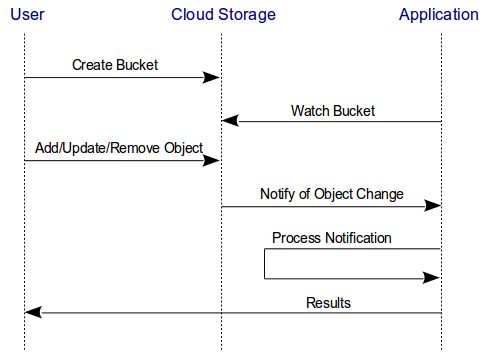 User
Cloud Storage
Application
Create Bucket
Watch Bucket
Add/Update/Remove Object
Notify of Object Change
Process Notification
Results